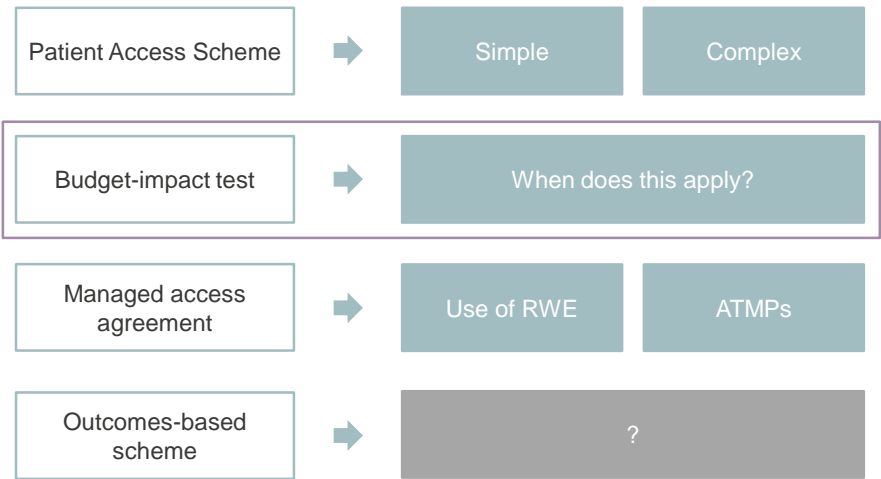 Patient Access Scheme
Simple
Complex
Budget-impact test
When does this apply?
Managed access
agreement
Use of RWE
ATMPs
Outcomes-based
scheme
?